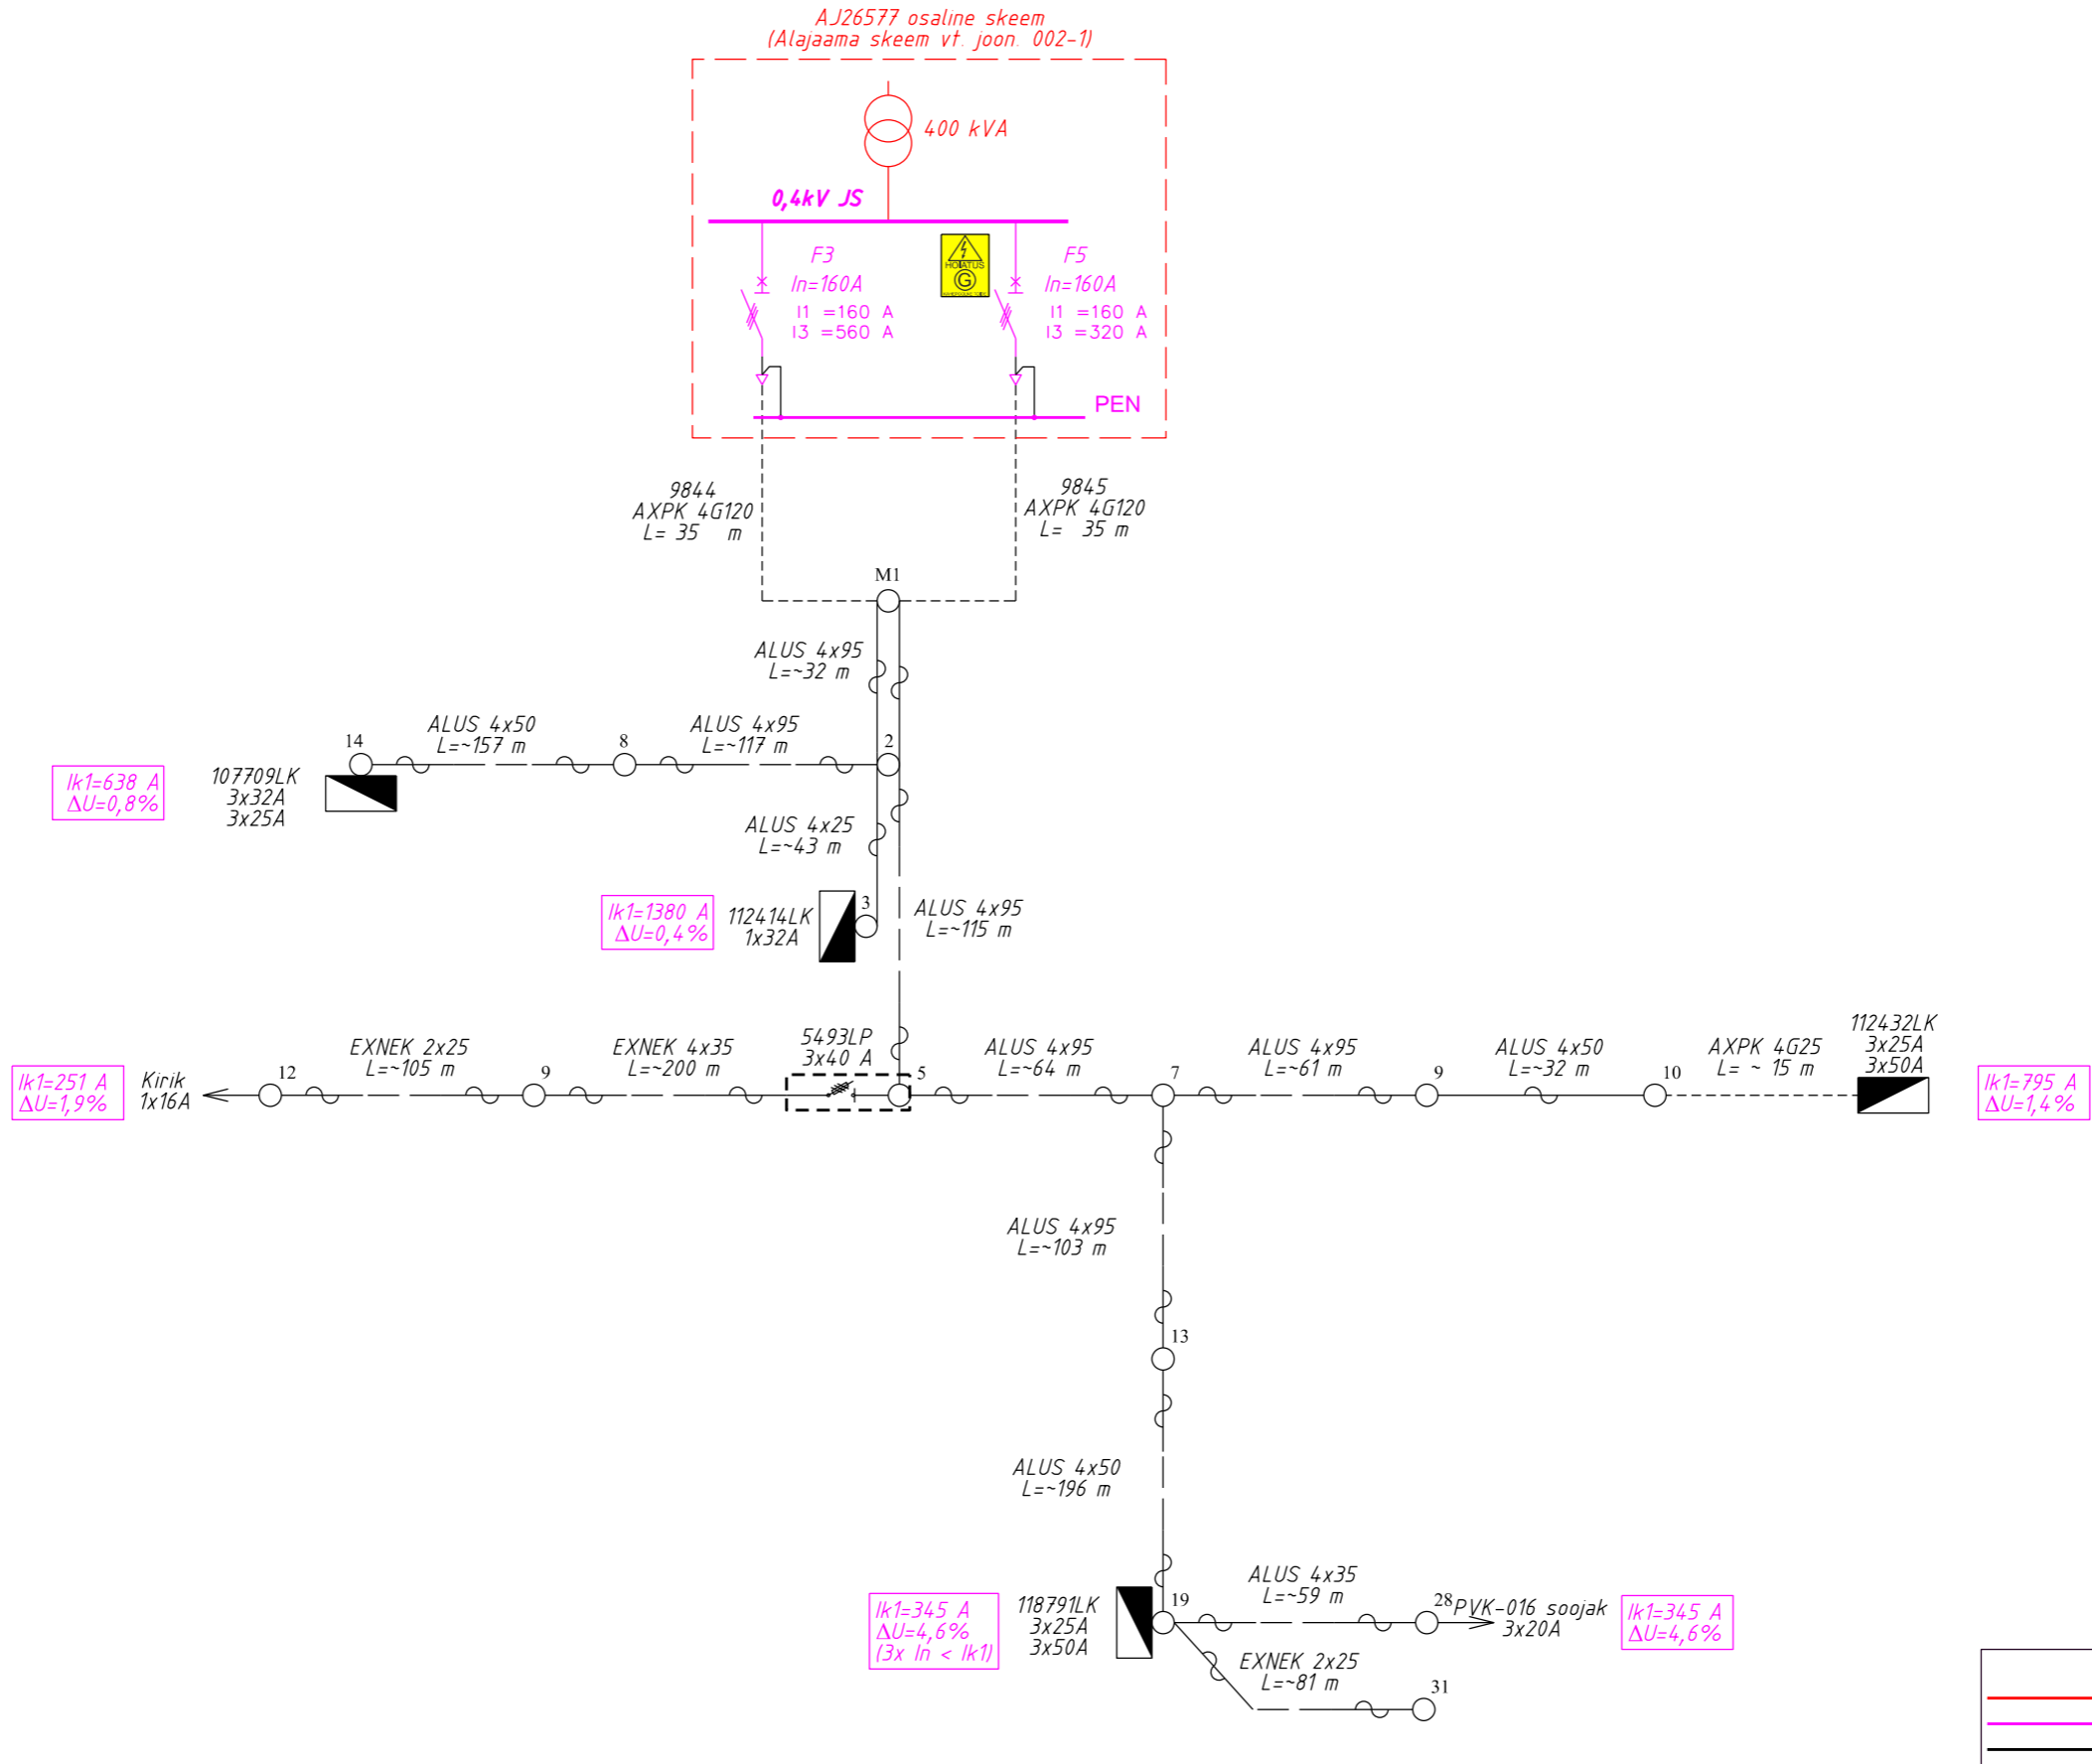 AJ26577 osaline skeem
(Alajaama skeem vt. joon. 002-1)
400 kVA
0,4kV JS
F3
In=160A
I1 =160 A
I3 =560 A
HOIATUS
G
F5
In=160A
I1 =160 A
I3 =320 A
PEN
9844
AXPK 4G120
L= 35 m
9845
AXPK 4G120
L= 35 m
M1
ALUS 4x95
L=~32 m
14
ALUS 4x50
L=~157 m
8
ALUS 4x95
L=~117 m
2
Ik1=638 A
ΔU=0,8%
107709LK
3x32A
3x25A
ALUS 4x25
L=~43 m
Ik1=1380 A
ΔU=0,4%
112414LK
1x32A
3
ALUS 4x95
L=~115 m
Ik1=251 A
ΔU=1,9%
Kirik
1x16A
12
EXNEK 2x25
L=~105 m
9
EXNEK 4x35
L=~200 m
5493LP
3x40 A
5
ALUS 4x95
L=~64 m
7
ALUS 4x95
L=~61 m
9
ALUS 4x50
L=~32 m
10
AXPK 4G25
L= ~ 15 m
112432LK
3x25A
3x50A
Ik1=795 A
ΔU=1,4%
ALUS 4x95
L=~103 m
13
ALUS 4x50
L=~196 m
Ik1=345 A
ΔU=4,6%
(3x In < Ik1)
118791LK
3x25A
3x50A
19
ALUS 4x35
L=~59 m
28
PVK-016 soojak
3x20A
Ik1=345 A
ΔU=4,6%
EXNEK 2x25
L=~81 m
31